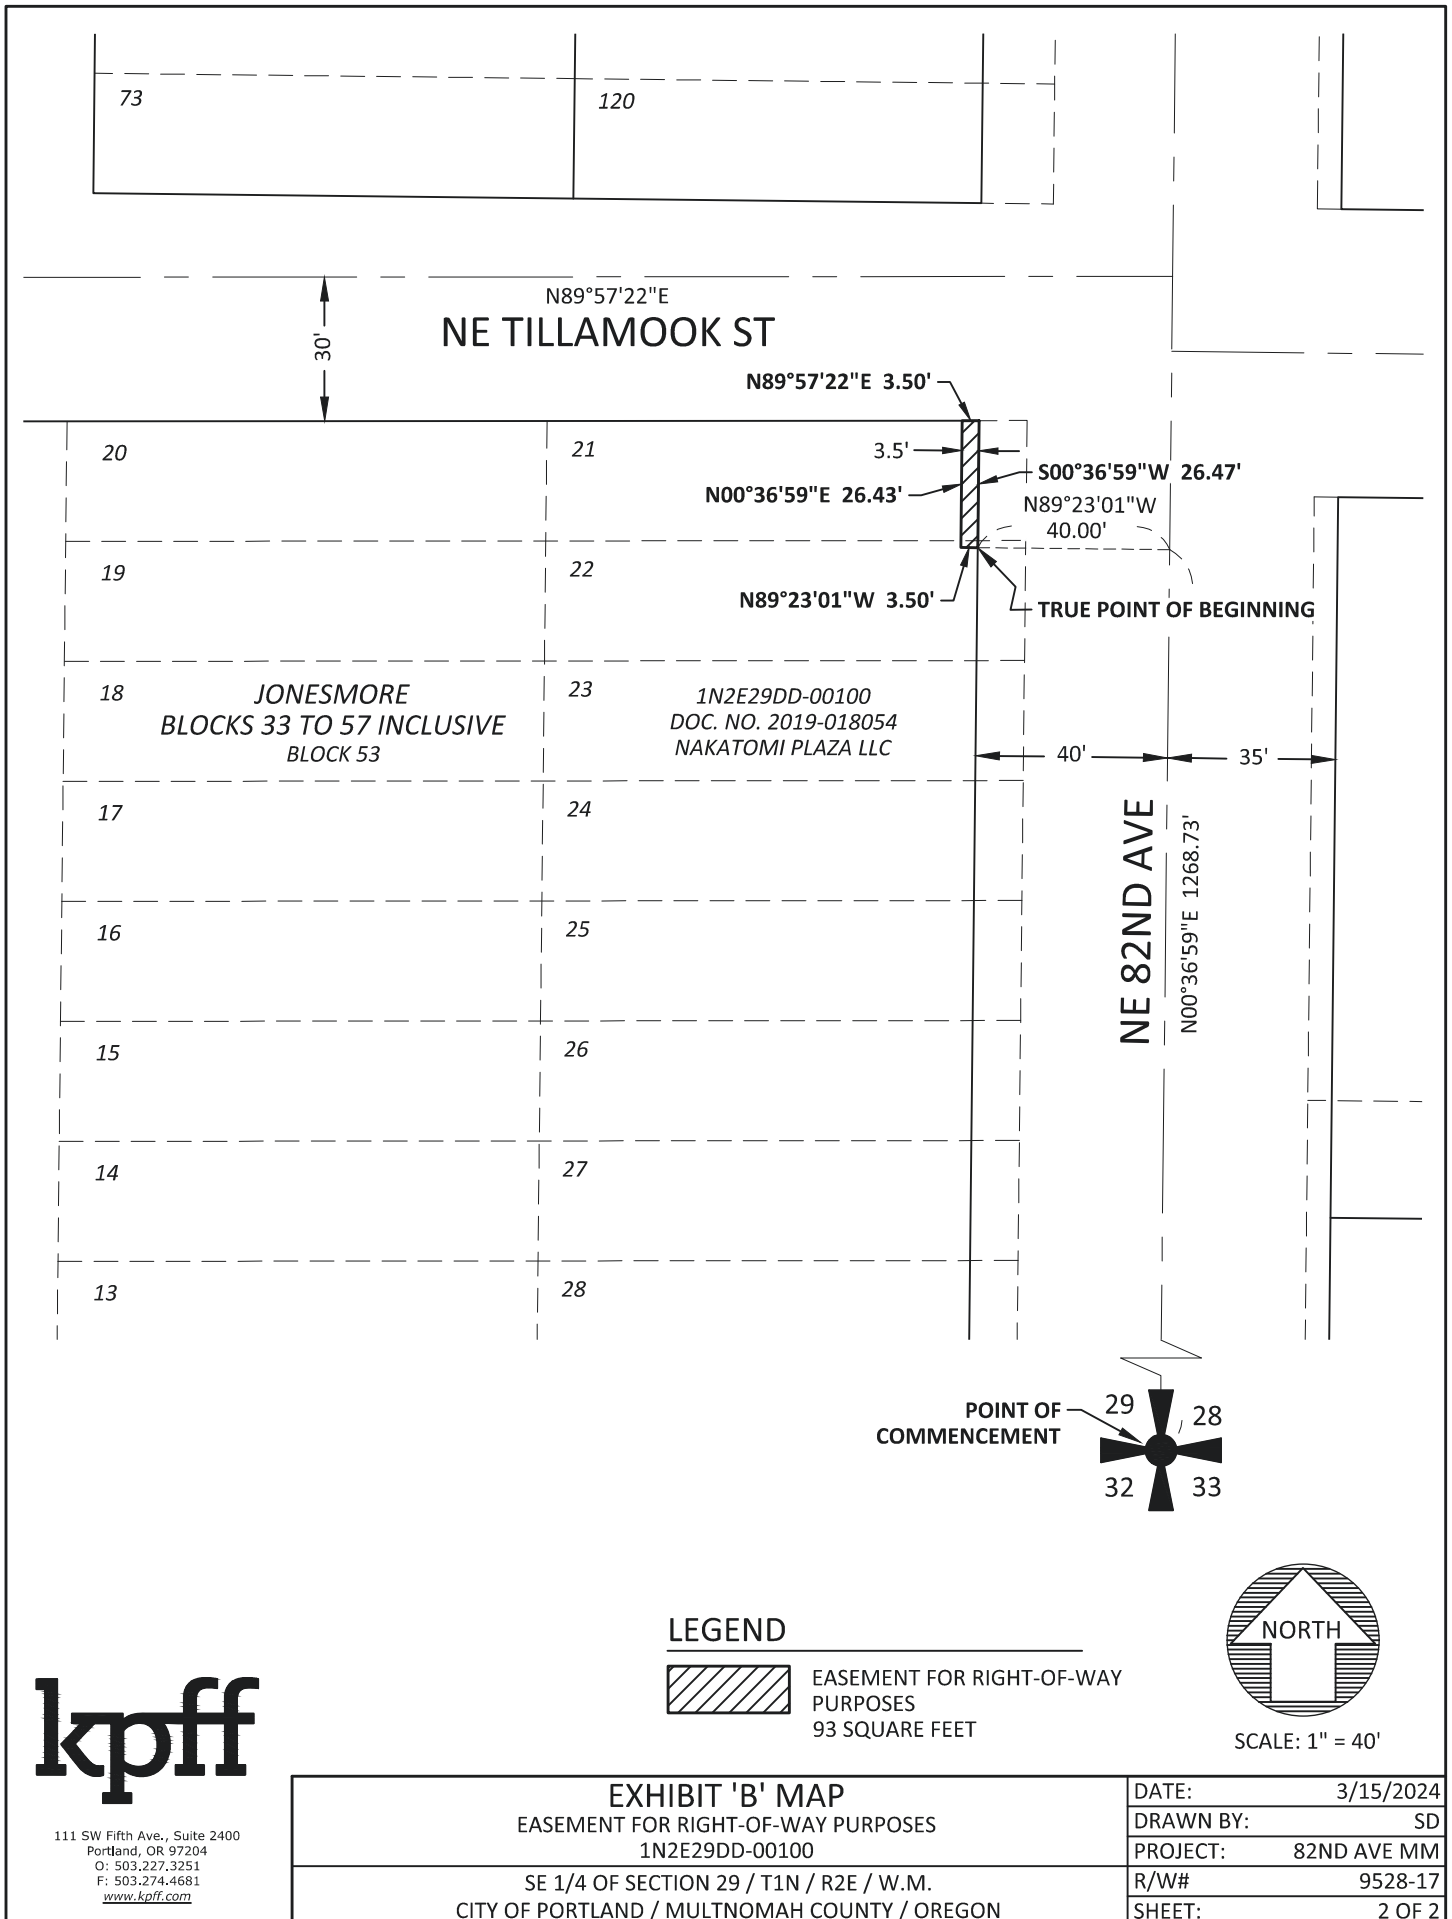 73
120
N89°57'22"E
NE TILLAMOOK ST
30'
N89°57'22"E 3.50'
20
21
3.5'
S00°36'59"W 26.47'
N00°36'59"E 26.43'
N89°23'01"W
40.00'
19
22
N89°23'01"W 3.50'
TRUE POINT OF BEGINNING
18
JONESMORE
BLOCKS 33 TO 57 INCLUSIVE
BLOCK 53
23
1N2E29DD-00100
DOC. NO. 2019-018054
NAKATOMI PLAZA LLC
40'
35'
17
24
NE 82ND AVE
N00°36'59"E 1268.73'
16
25
15
26
14
27
13
28
POINT OF
COMMENCEMENT
29
28
32
33
LEGEND
EASEMENT FOR RIGHT-OF-WAY
PURPOSES
93 SQUARE FEET
NORTH
SCALE: 1" = 40'
kpff
111 SW Fifth Ave., Suite 2400
Portland, OR 97204
O: 503.227.3251
F: 503.274.4681
www.kpff.com
EXHIBIT 'B' MAP
EASEMENT FOR RIGHT-OF-WAY PURPOSES
1N2E29DD-00100
SE 1/4 OF SECTION 29 / T1N / R2E / W.M.
CITY OF PORTLAND / MULTNOMAH COUNTY / OREGON
DATE: 3/15/2024
DRAWN BY: SD
PROJECT: 82ND AVE MM
R/W# 9528-17
SHEET: 2 OF 2